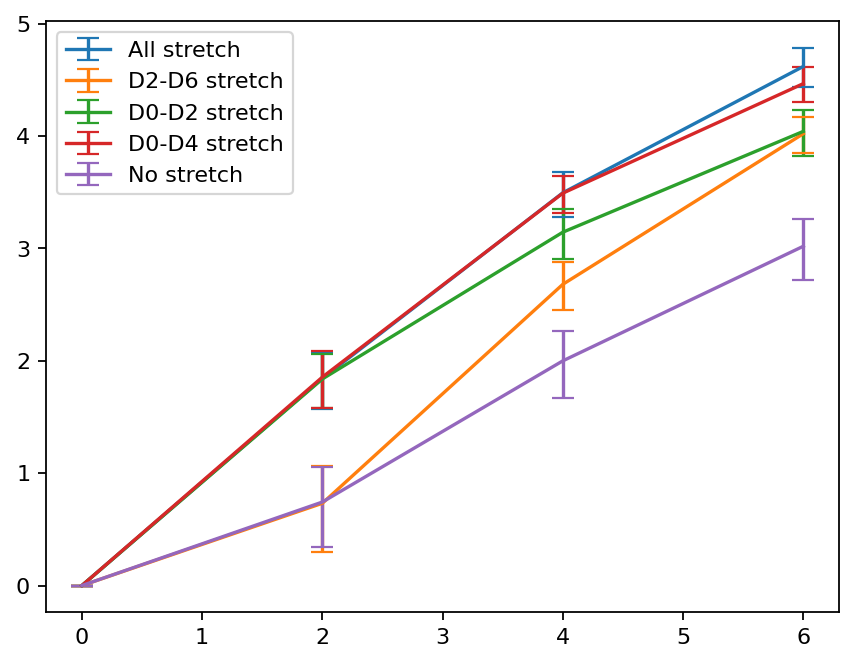 All stretch
D2-D6 stretch
D0-D2 stretch
D0-D4 stretch
No stretch
5
4
3
2
1
0
0 1 2 3 4 5 6